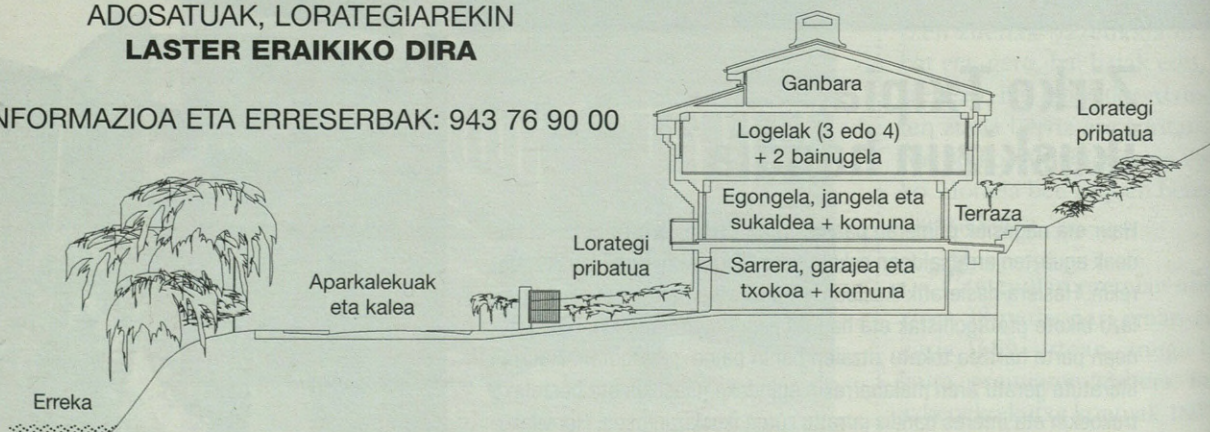 ADOSATUAK, LORATEGIAREKIN
LASTER ERAIKIKO DIRA
NFORMAZIOA ETA ERRESERBAK: 943 76 90 00
Ganbara
Logelak (3 edo 4)
+ 2 bainugela
Egongela, jangela eta
sukaldea + komuna
Sarrera, garajea eta
txokoa + komuna
Terraza
Lorategi
pribatua
Lorategi
pribatua
Aparkalekuak
eta kalea
Erreka